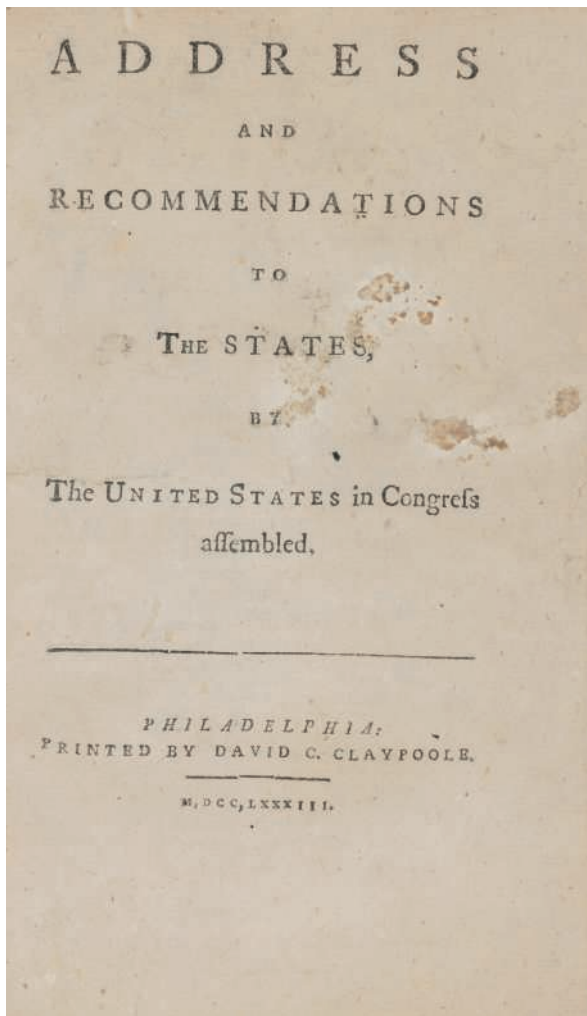 ADDRESS
AND
RECOMMENDATIONS
TO
THE STATES,
BY
The UNITED STATES in Congreſs
aſſembled.
PHILADELPHIA:
PRINTED BY DAVID C. CLAYPOOLE.
M,DCC,LXXXIII.